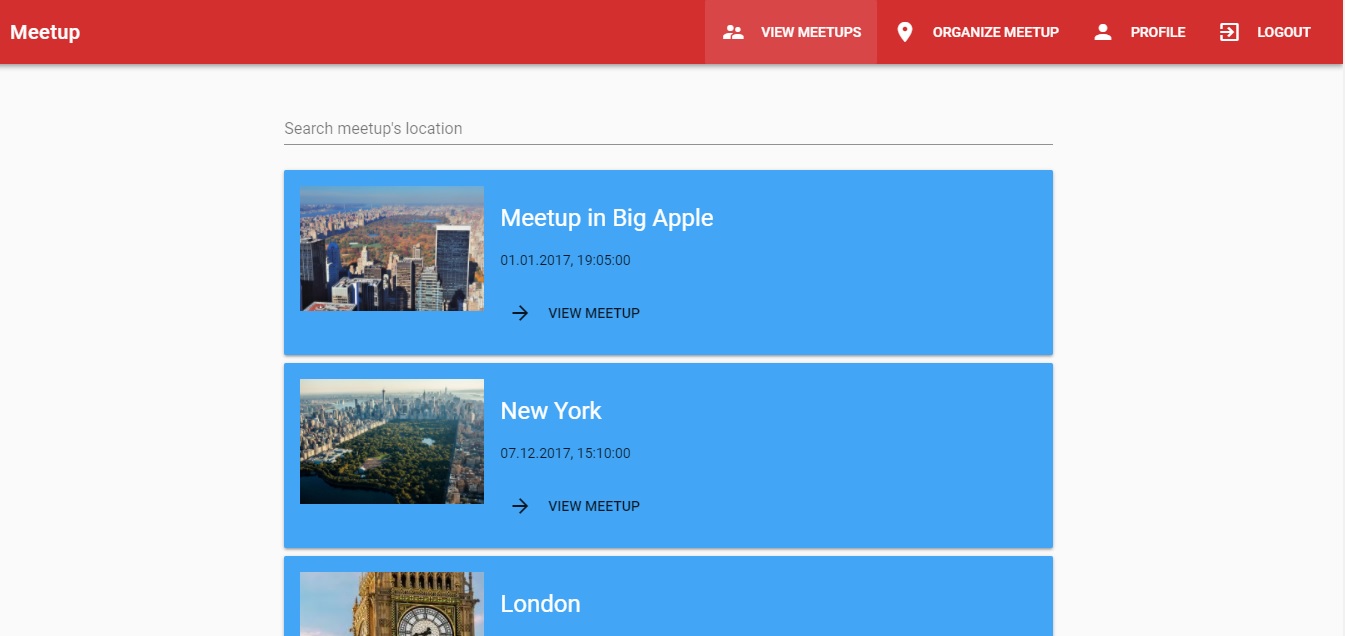 Meetup
VIEW MEETUPS
ORGANIZE MEETUP
PROFILE
LOGOUT
Search meetup's location
Meetup in Big Apple
01.01.2017, 19:05:00
VIEW MEETUP
New York
07.12.2017, 15:10:00
VIEW MEETUP
London